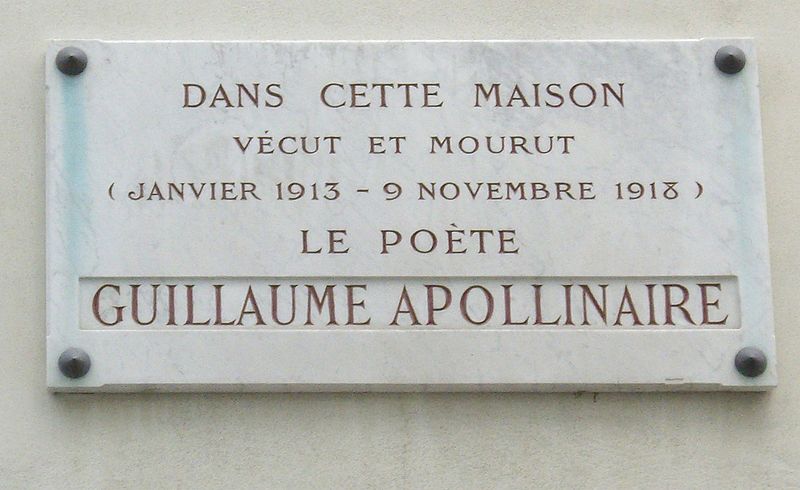 DANS CETTE MAISON
VÉCUT ET MOURUT
( JANVIER 1913 - 9 NOVEMBRE 1918 )
LE POÈTE
GUILLAUME APOLLINAIRE